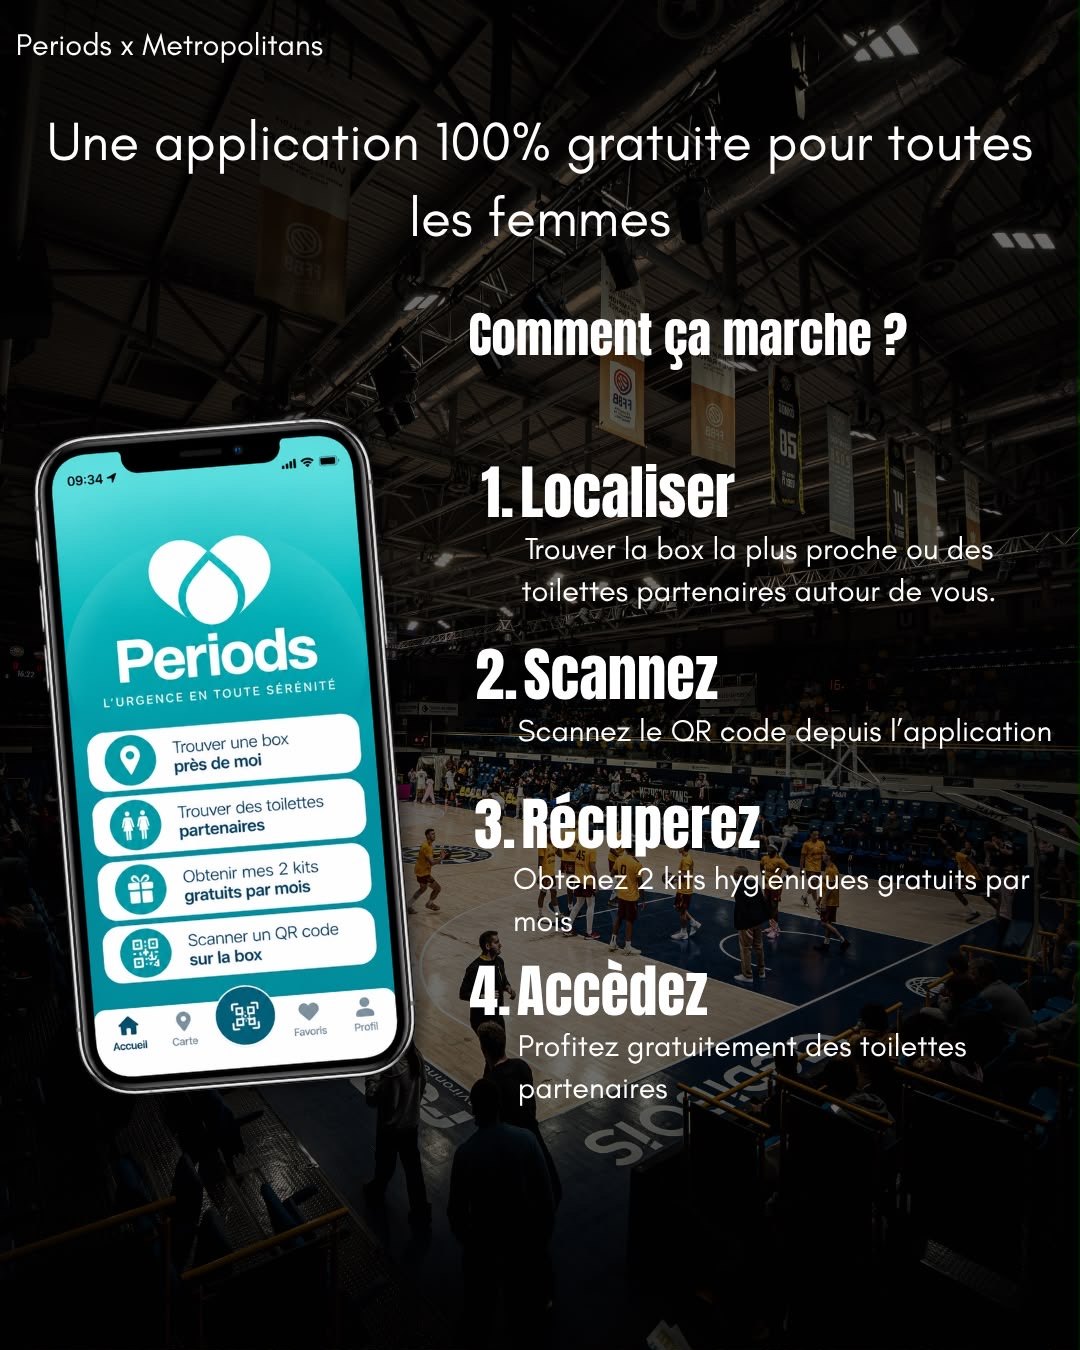 Periods x Metropolitans
Une application 100% gratuite pour toutes
les femmes
Comment ça marche ?
1. Localiser
Trouver la box la plus proche ou des
toilettes partenaires autour de vous.
2. Scannez
Scannez le QR code depuis l’application
3. Récuperez
Obtenez 2 kits hygiéniques gratuits par
mois
4. Accèdez
Profitez gratuitement des toilettes
partenaires
09:34
Periods
L'URGENCE EN TOUTE SÉRÉNITÉ
Trouver une box
près de moi
Trouver des toilettes
partenaires
Obtenir mes 2 kits
gratuits par mois
Scanner un QR code
sur la box
Accueil
Carte
Favoris
Profil
FFBB
85
14
45